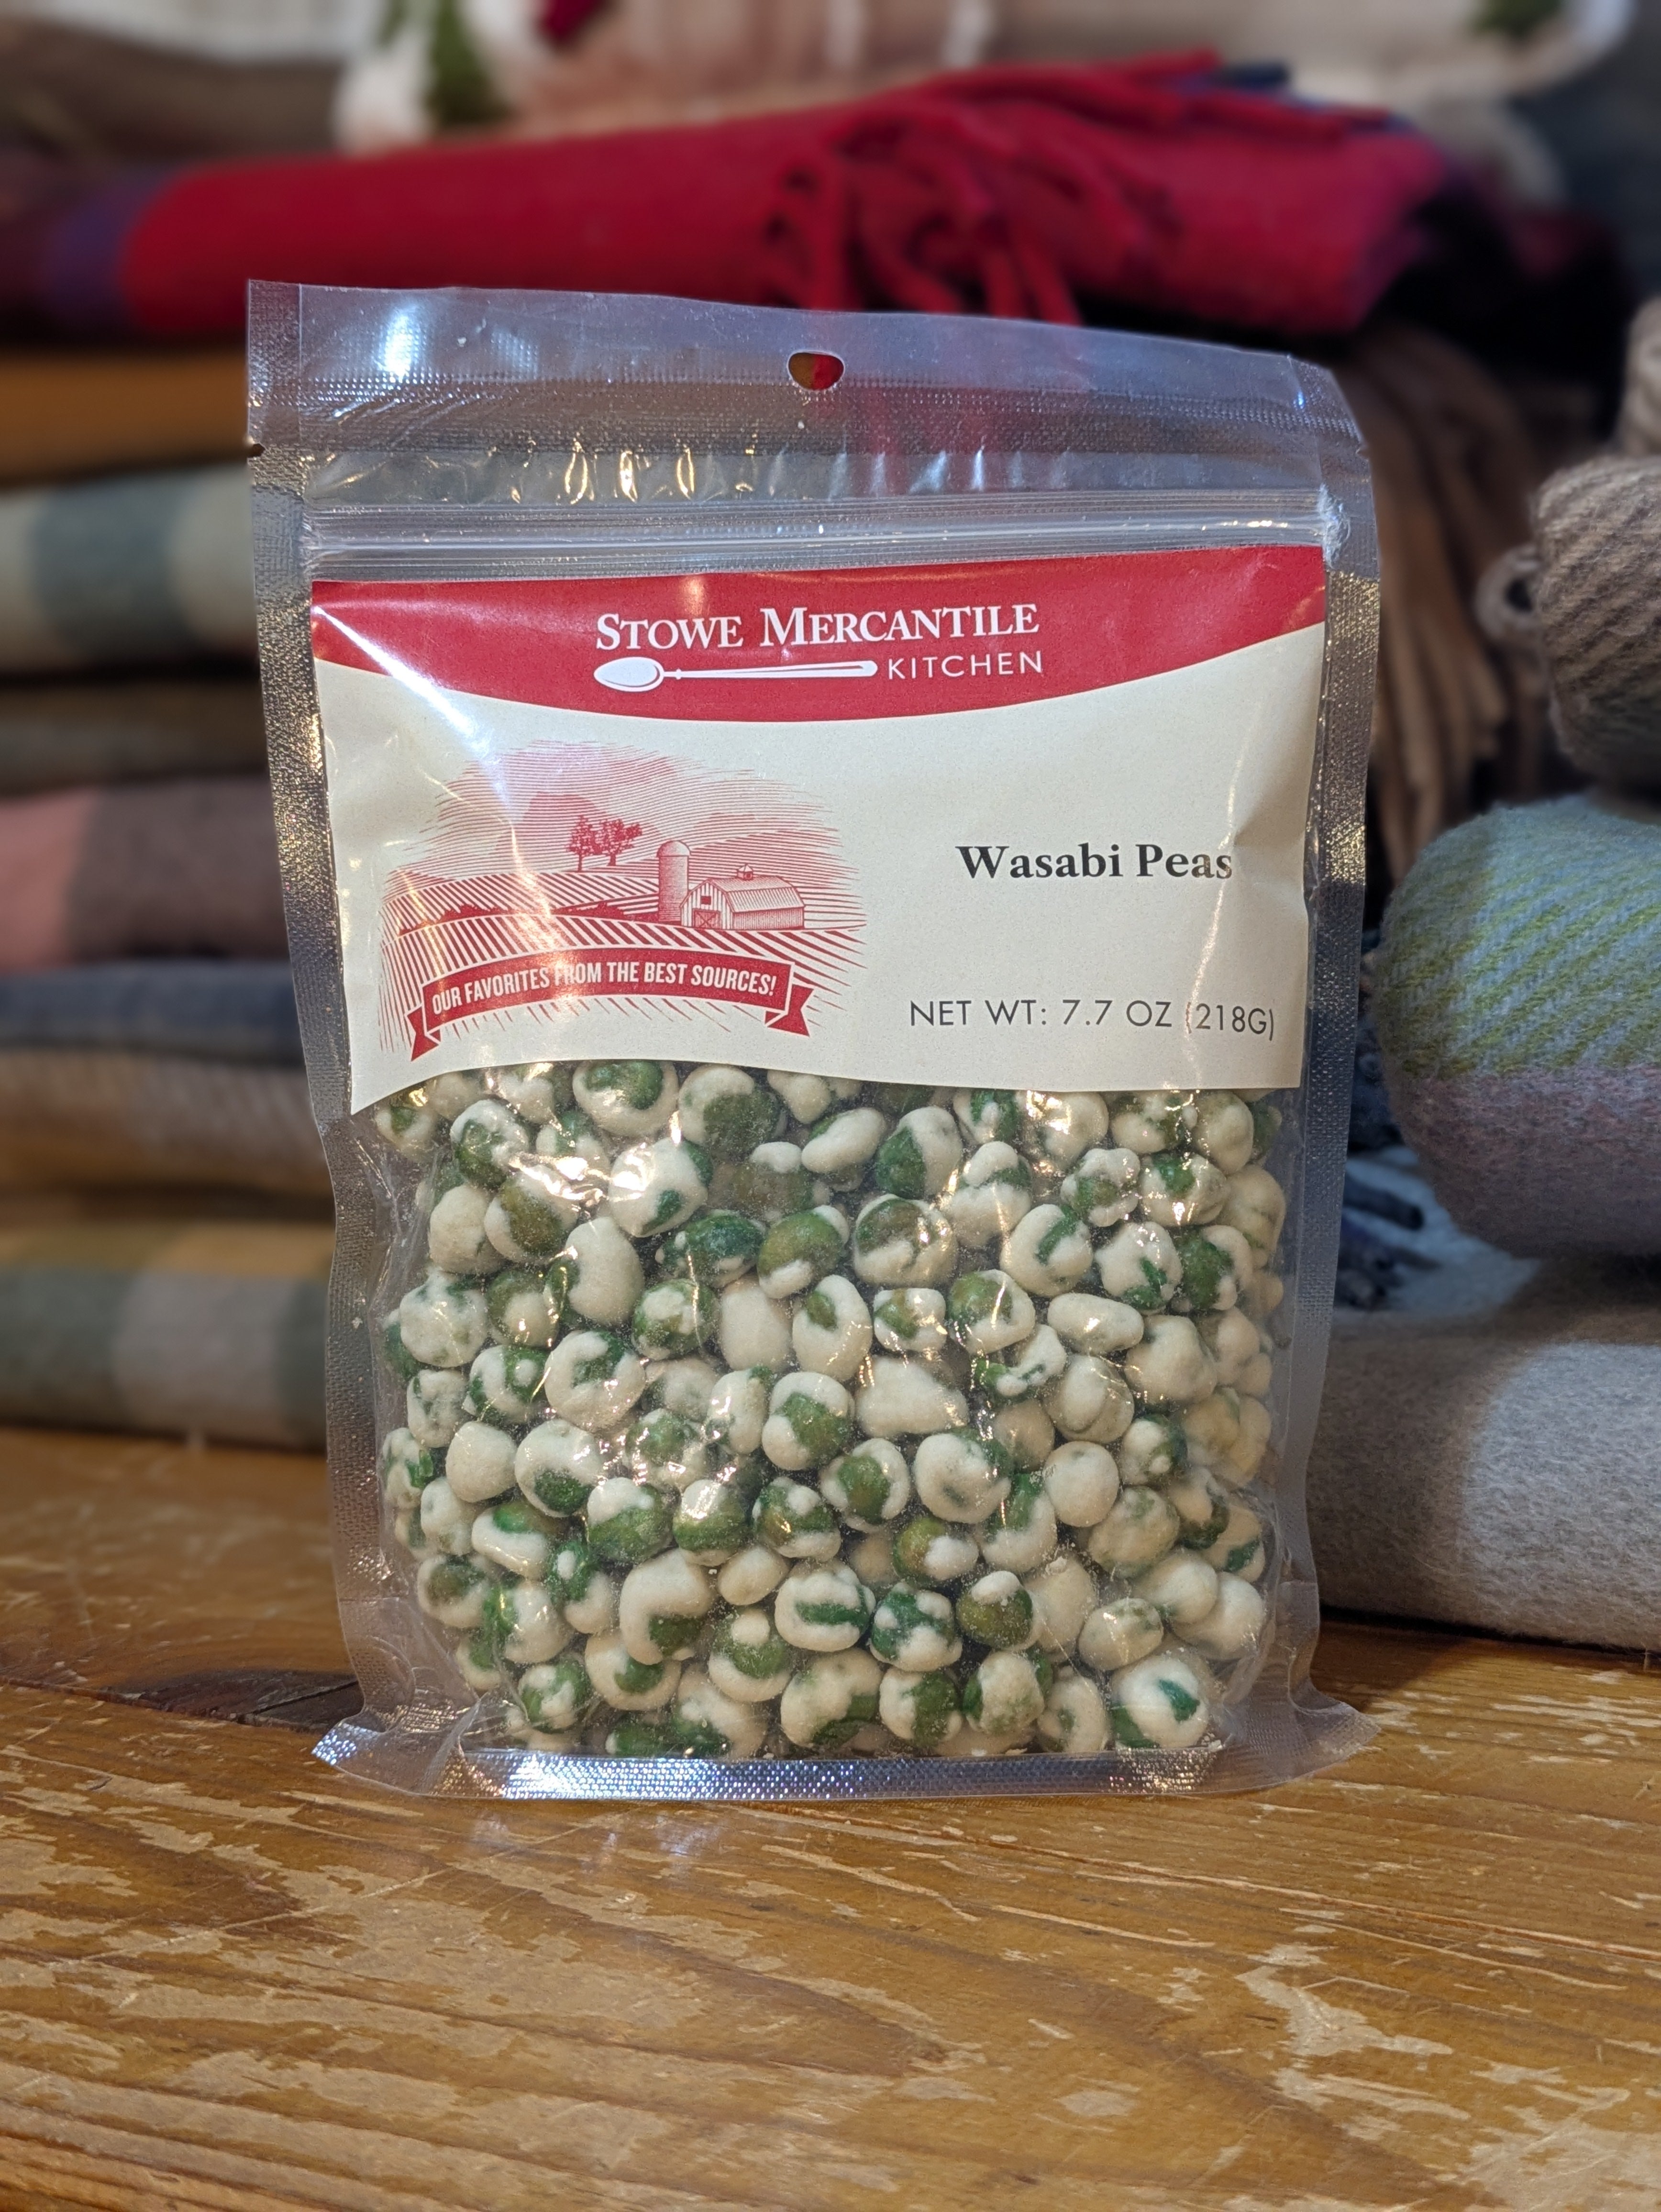 STOWE MERCANTILE
KITCHEN
Wasabi Peas
OUR FAVORITES FROM THE BEST SOURCES!
NET WT: 7.7 OZ (218G)